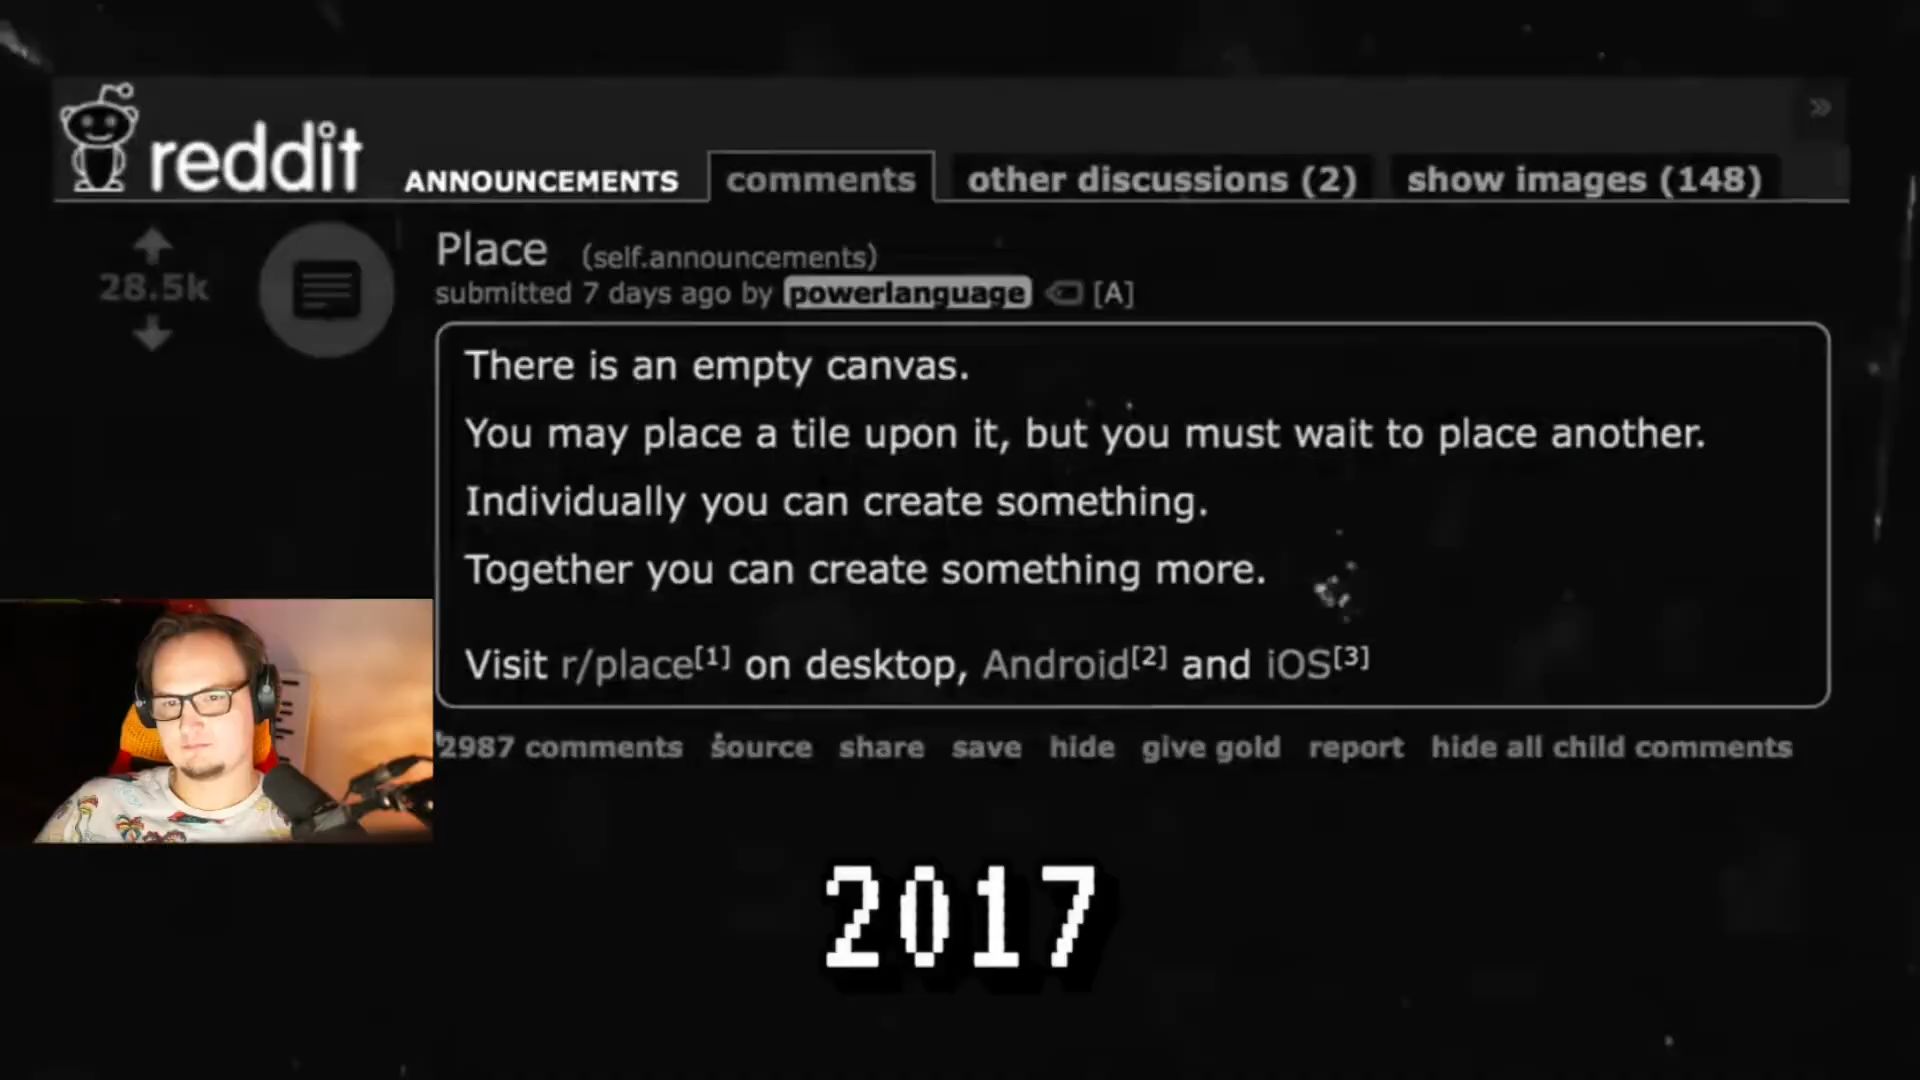 reddit ANNOUNCEMENTS comments other discussions (2) show images (148) »
28.5k
Place (self.announcements)
submitted 7 days ago by powerlanguage [A]
There is an empty canvas.
You may place a tile upon it, but you must wait to place another.
Individually you can create something.
Together you can create something more.
Visit r/place[1] on desktop, Android[2] and iOS[3]
2987 comments source share save hide give gold report hide all child comments
2017